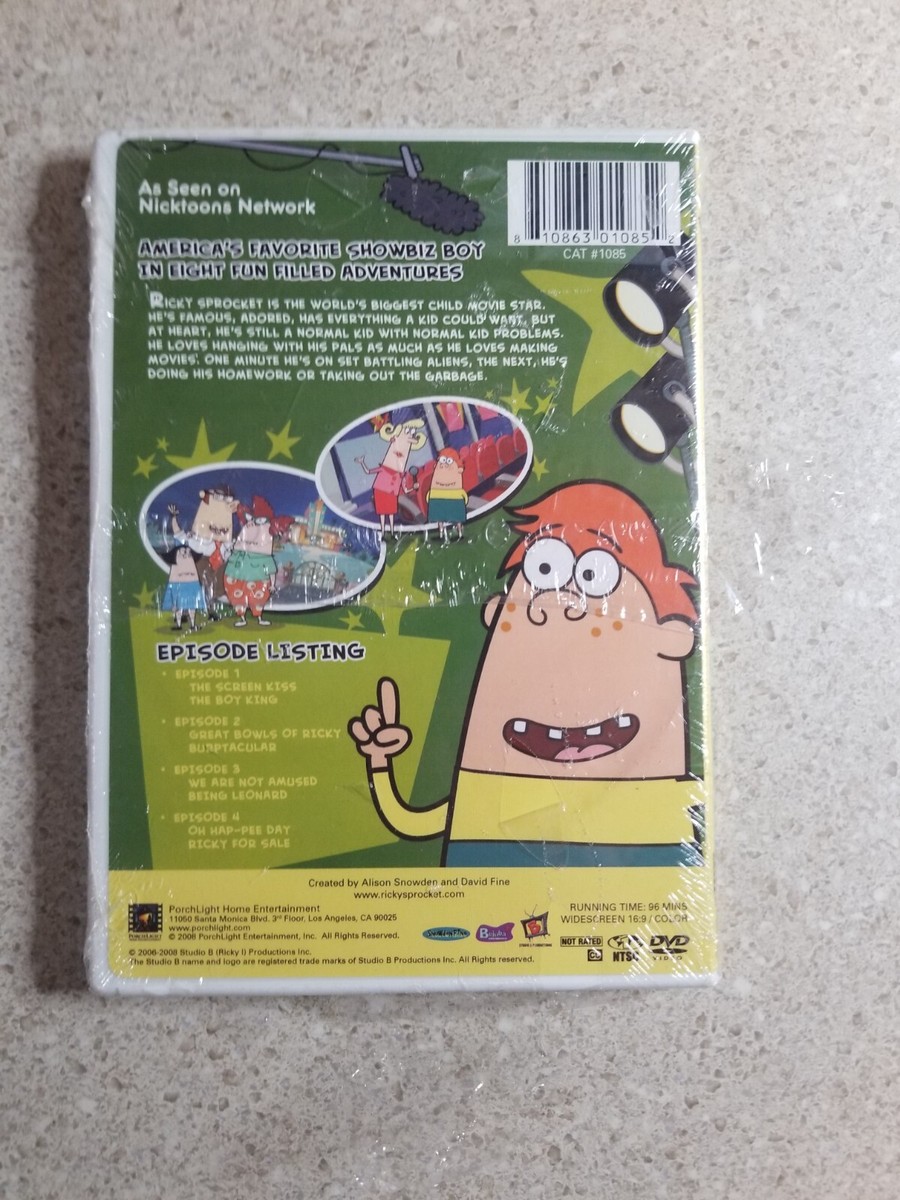 As Seen on
Nicktoons Network
8 10863 01085 2
CAT #1085
AMERICA'S FAVORITE SHOWBIZ BOY
IN EIGHT FUN FILLED ADVENTURES
RICKY SPROCKET IS THE WORLD'S BIGGEST CHILD MOVIE STAR.
HE'S FAMOUS, ADORED, HAS EVERYTHING A KID COULD WANT, BUT
AT HEART, HE'S STILL A NORMAL KID WITH NORMAL KID PROBLEMS.
HE LOVES HANGING WITH HIS PALS AS MUCH AS HE LOVES MAKING
MOVIES. ONE MINUTE HE'S ON SET BATTLING ALIENS, THE NEXT, HE'S
DOING HIS HOMEWORK OR TAKING OUT THE GARBAGE.
EPISODE LISTING
• EPISODE 1
THE SCREEN KISS
THE BOY KING
• EPISODE 2
GREAT BOWLS OF RICKY
BURPTACULAR
• EPISODE 3
WE ARE NOT AMUSED
BEING LEONARD
• EPISODE 4
OH HAP-PEE DAY
RICKY FOR SALE
Created by Alison Snowden and David Fine
www.rickysprocket.com
PorchLight Home Entertainment
11050 Santa Monica Blvd. 3rd Floor, Los Angeles, CA 90025
www.porchlight.com
© 2008 PorchLight Entertainment, Inc. All Rights Reserved.
© 2006-2008 Studio B (Ricky I) Productions Inc.
The Studio B name and logo are registered trade marks of Studio B Productions Inc. All Rights reserved.
RUNNING TIME: 96 MINS
WIDESCREEN 16:9 / COLOR
NOT RATED
CC
NTSC
DVD
VIDEO